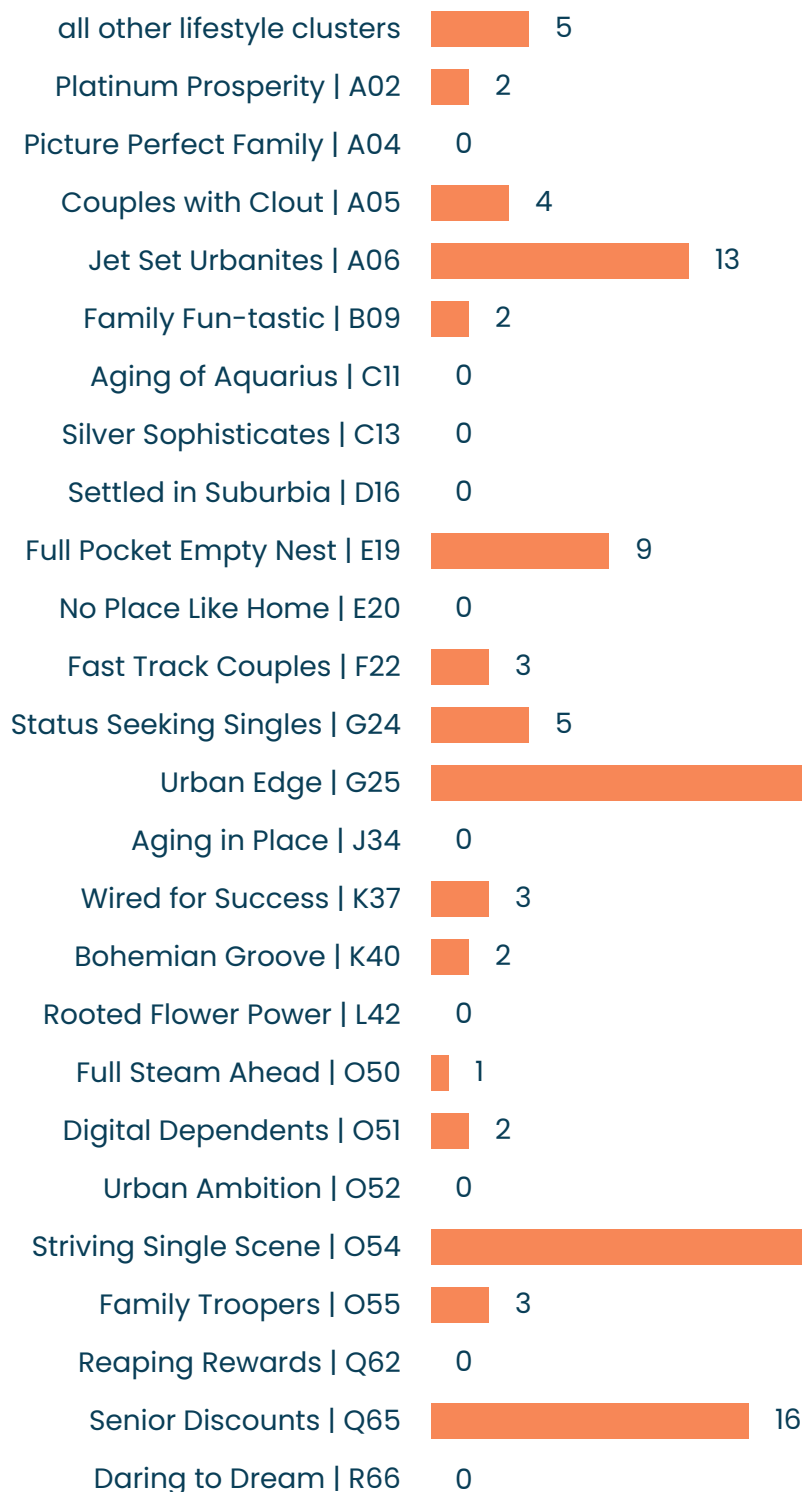 all other lifestyle clusters 5
Platinum Prosperity | A02 2
Picture Perfect Family | A04 0
Couples with Clout | A05 4
Jet Set Urbanites | A06 13
Family Fun-tastic | B09 2
Aging of Aquarius | C11 0
Silver Sophisticates | C13 0
Settled in Suburbia | D16 0
Full Pocket Empty Nest | E19 9
No Place Like Home | E20 0
Fast Track Couples | F22 3
Status Seeking Singles | G24 5
Urban Edge | G25
Aging in Place | J34 0
Wired for Success | K37 3
Bohemian Groove | K40 2
Rooted Flower Power | L42 0
Full Steam Ahead | O50 1
Digital Dependents | O51 2
Urban Ambition | O52 0
Striving Single Scene | O54
Family Troopers | O55 3
Reaping Rewards | Q62 0
Senior Discounts | Q65 16
Daring to Dream | R66 0